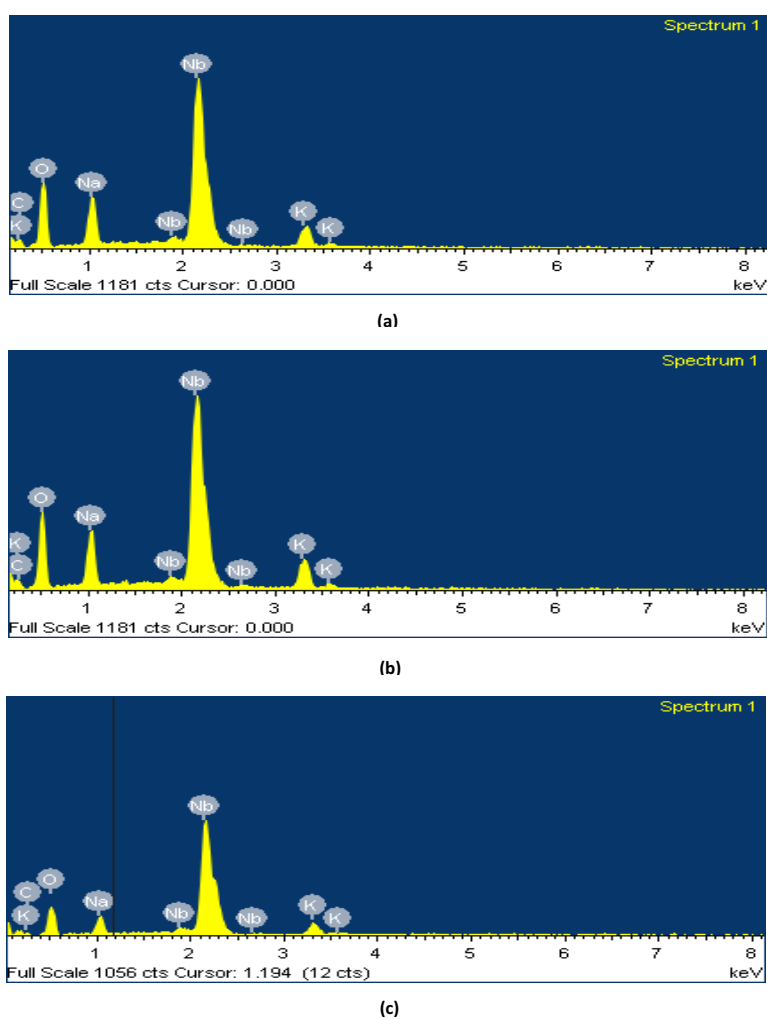 Spectrum 1
Nb
O
Na
C
K
Nb
Nb
K
K
1 2 3 4 5 6 7 8
Full Scale 1181 cts Cursor: 0.000 keV
(a)
Spectrum 1
Nb
O
Na
K
C
Nb
Nb
K
K
1 2 3 4 5 6 7 8
Full Scale 1181 cts Cursor: 0.000 keV
(b)
Spectrum 1
Nb
C
O
Na
K
Nb
Nb
K
K
1 2 3 4 5 6 7 8
Full Scale 1056 cts Cursor: 1.194 (12 cts) keV
(c)